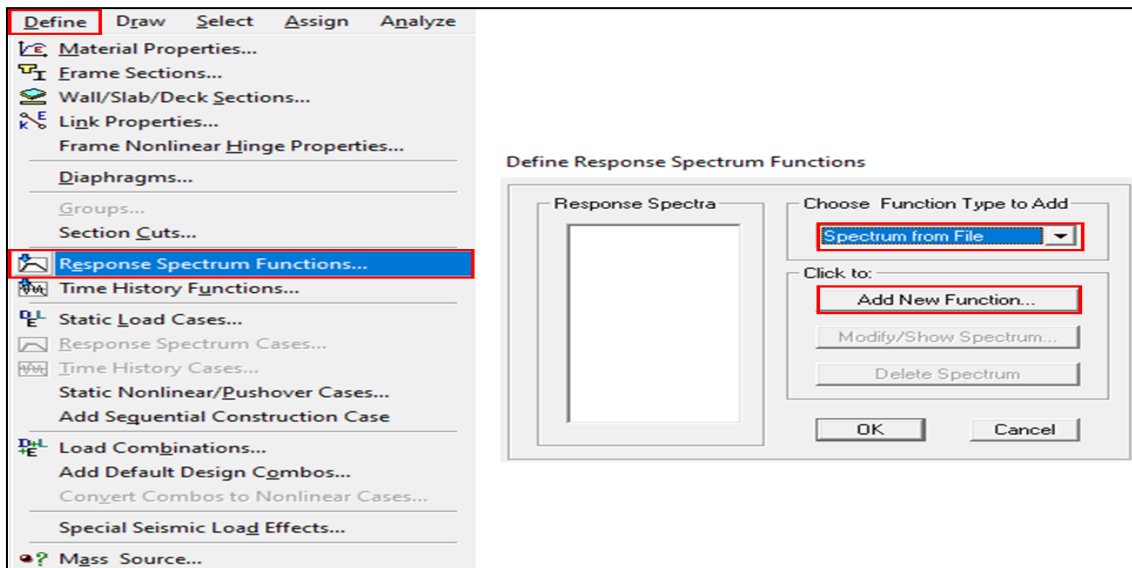 Define Draw Select Assign Analyze
Material Properties...
Frame Sections...
Wall/Slab/Deck Sections...
Link Properties...
Frame Nonlinear Hinge Properties...
Diaphragms...
Groups...
Section Cuts...
Response Spectrum Functions...
Time History Functions...
Static Load Cases...
Response Spectrum Cases...
Time History Cases...
Static Nonlinear/Pushover Cases...
Add Sequential Construction Case
Load Combinations...
Add Default Design Combos...
Convert Combos to Nonlinear Cases...
Special Seismic Load Effects...
Mass Source...
Define Response Spectrum Functions
Response Spectra
Choose Function Type to Add
Spectrum from File
Click to:
Add New Function...
Modify/Show Spectrum...
Delete Spectrum
OK Cancel